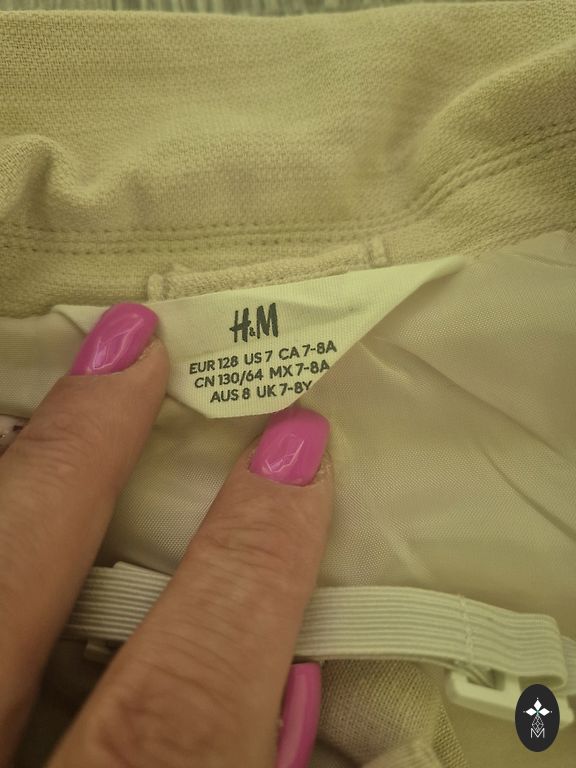 H&M
EUR 128 US 7 CA 7-8A
CN 130/64 MX 7-8A
AUS 8 UK 7-8Y
M